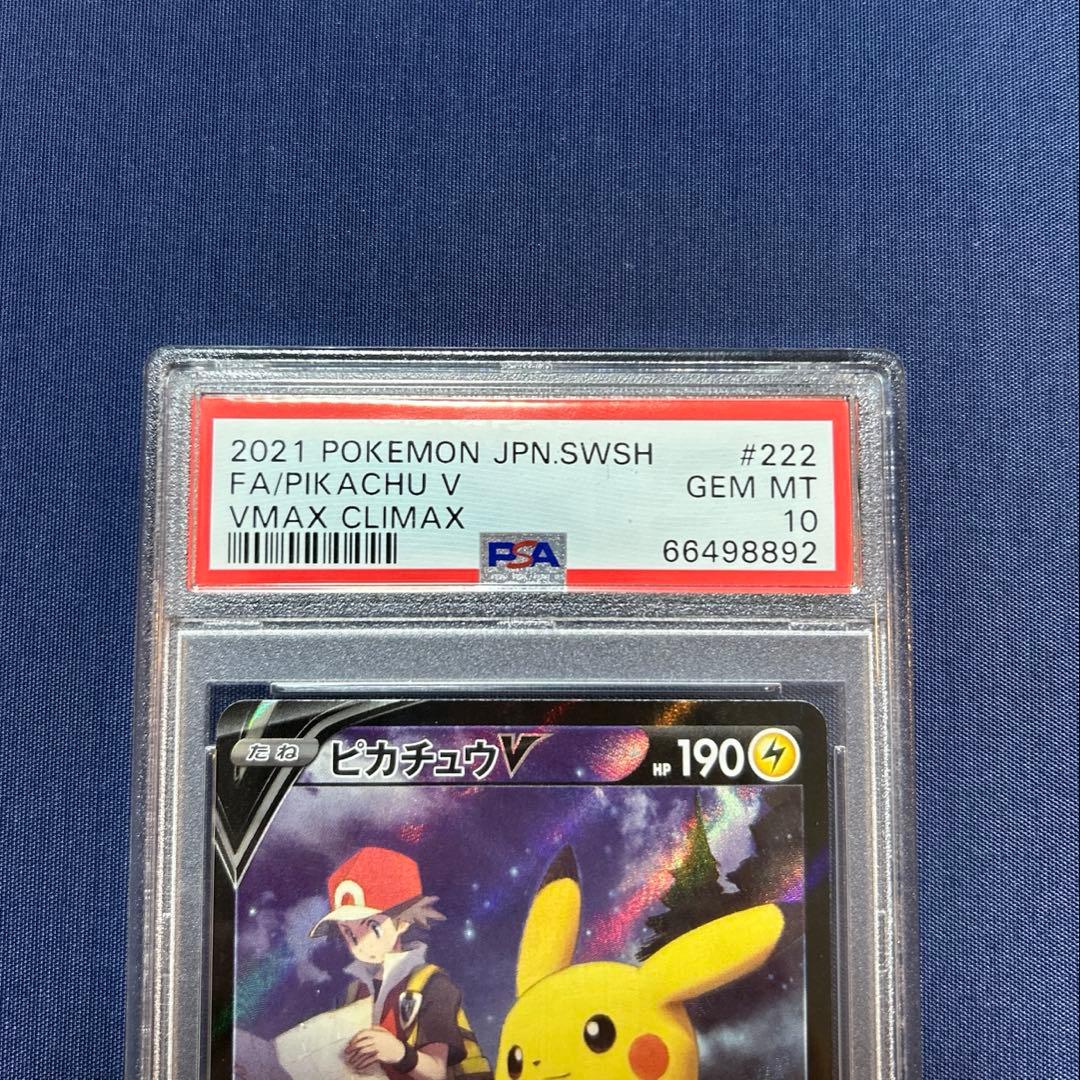 2021 POKEMON JPN.SWSH #222
FA/PIKACHU V GEM MT
VMAX CLIMAX 10
PSA 66498892
たね ピカチュウV HP 190